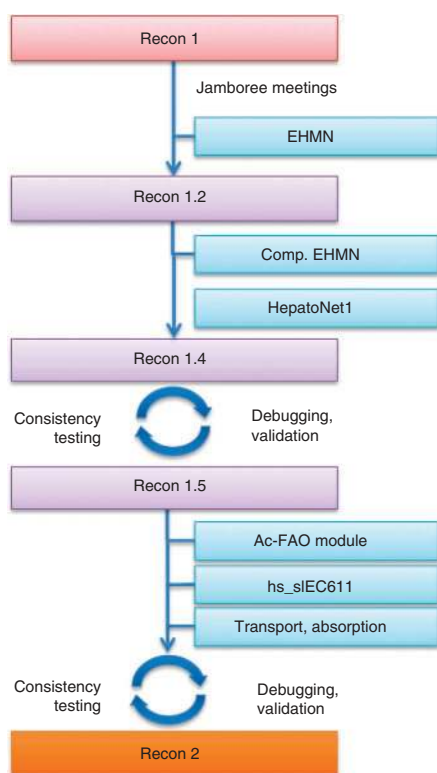 Recon 1
Jamboree meetings
EHMN
Recon 1.2
Comp. EHMN
HepatoNet1
Recon 1.4
Consistency
testing
Debugging,
validation
Recon 1.5
Ac-FAO module
hs_sIEC611
Transport, absorption
Consistency
testing
Debugging,
validation
Recon 2